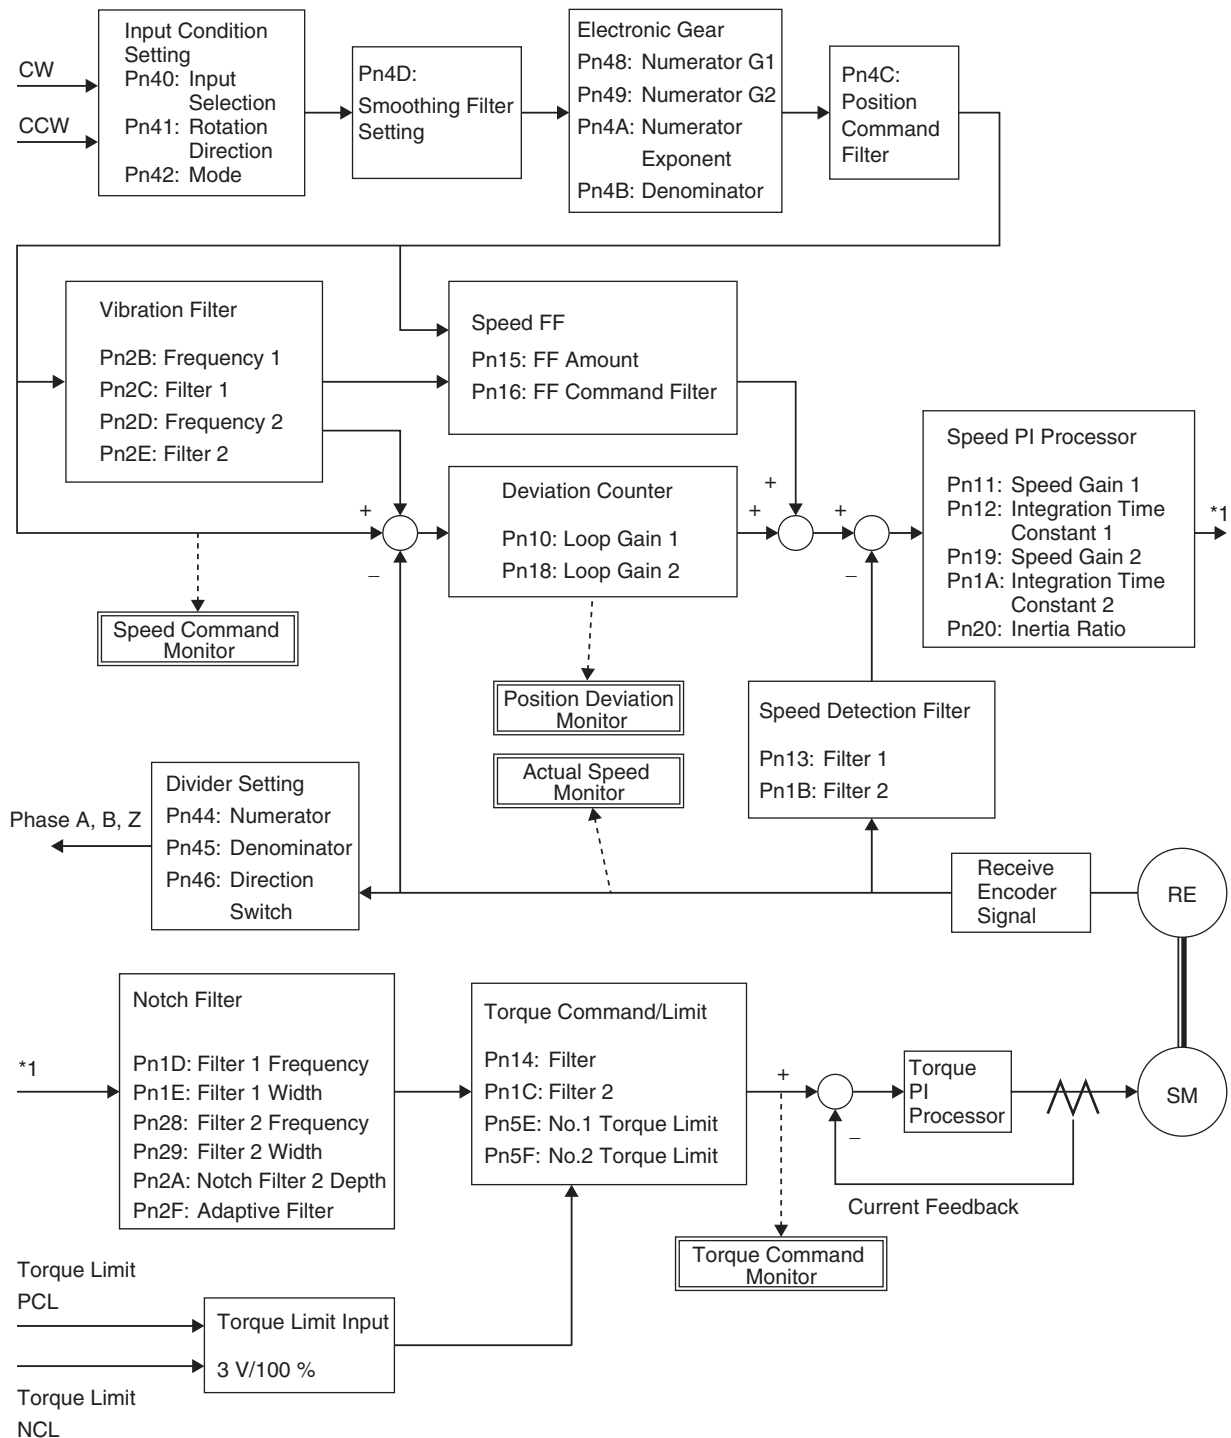 CW
CCW
Input Condition
Setting
Pn40: Input
Selection
Pn41: Rotation
Direction
Pn42: Mode
Pn4D:
Smoothing Filter
Setting
Electronic Gear
Pn48: Numerator G1
Pn49: Numerator G2
Pn4A: Numerator
Exponent
Pn4B: Denominator
Pn4C:
Position
Command
Filter
Vibration Filter
Pn2B: Frequency 1
Pn2C: Filter 1
Pn2D: Frequency 2
Pn2E: Filter 2
Speed FF
Pn15: FF Amount
Pn16: FF Command Filter
+
−
Deviation Counter
Pn10: Loop Gain 1
Pn18: Loop Gain 2
+
+
+
−
Speed PI Processor
Pn11: Speed Gain 1
Pn12: Integration Time
Constant 1
Pn19: Speed Gain 2
Pn1A: Integration Time
Constant 2
Pn20: Inertia Ratio
*1
Speed Command
Monitor
Position Deviation
Monitor
Actual Speed
Monitor
Speed Detection Filter
Pn13: Filter 1
Pn1B: Filter 2
Phase A, B, Z
Divider Setting
Pn44: Numerator
Pn45: Denominator
Pn46: Direction
Switch
Receive
Encoder
Signal
RE
*1
Notch Filter
Pn1D: Filter 1 Frequency
Pn1E: Filter 1 Width
Pn28: Filter 2 Frequency
Pn29: Filter 2 Width
Pn2A: Notch Filter 2 Depth
Pn2F: Adaptive Filter
Torque Command/Limit
Pn14: Filter
Pn1C: Filter 2
Pn5E: No.1 Torque Limit
Pn5F: No.2 Torque Limit
+
−
Torque
PI
Processor
SM
Current Feedback
Torque Command
Monitor
Torque Limit
PCL
Torque Limit Input
3 V/100 %
Torque Limit
NCL